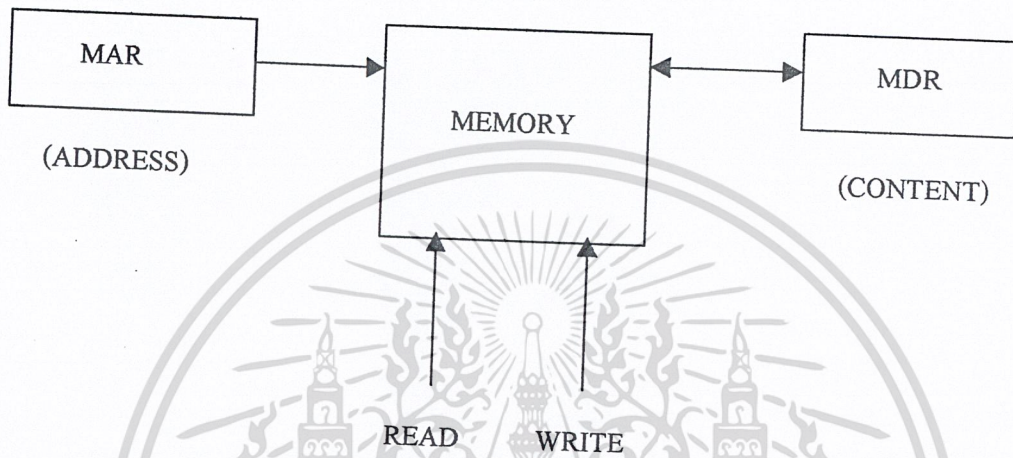 MAR
MEMORY
MDR
(ADDRESS)
(CONTENT)
READ WRITE